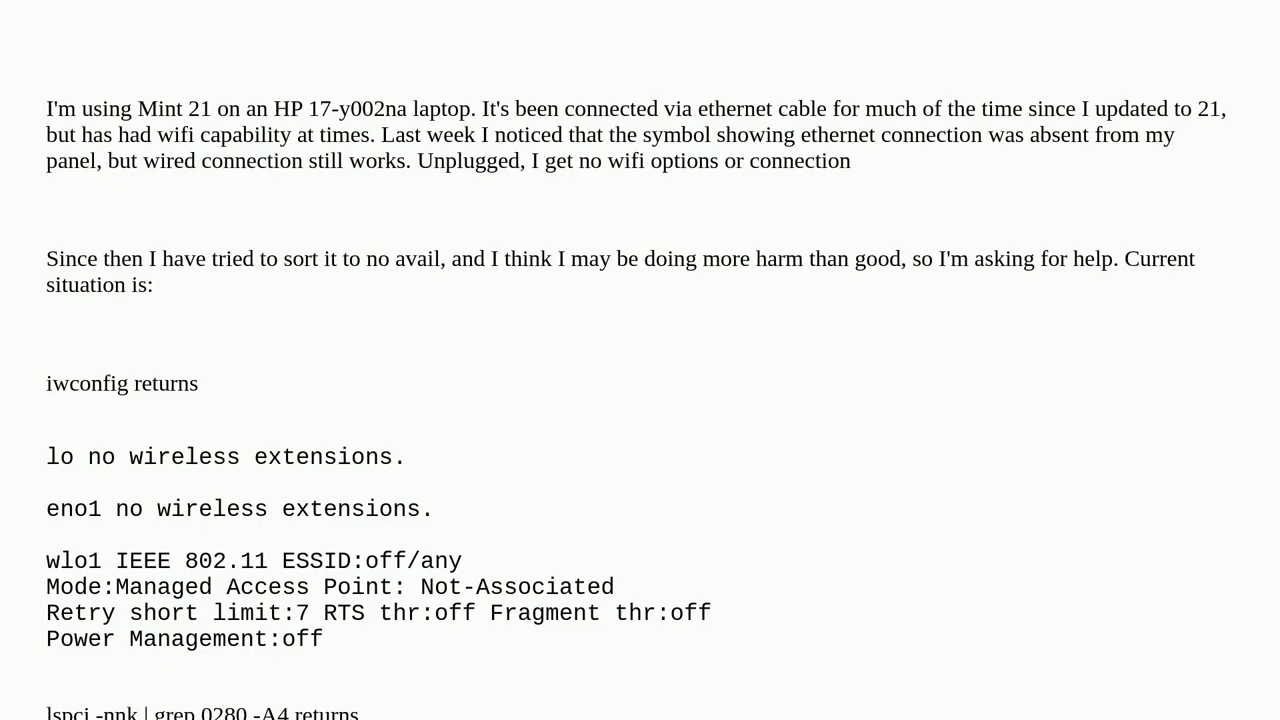 I'm using Mint 21 on an HP 17-y002na laptop. It's been connected via ethernet cable for much of the time since I updated to 21,
but has had wifi capability at times. Last week I noticed that the symbol showing ethernet connection was absent from my
panel, but wired connection still works. Unplugged, I get no wifi options or connection
Since then I have tried to sort it to no avail, and I think I may be doing more harm than good, so I'm asking for help. Current
situation is:
iwconfig returns
lo no wireless extensions.
eno1 no wireless extensions.
wlo1 IEEE 802.11 ESSID:off/any
Mode:Managed Access Point: Not-Associated
Retry short limit:7 RTS thr:off Fragment thr:off
Power Management:off
lspci -nnk | grep 0280 -A4 returns